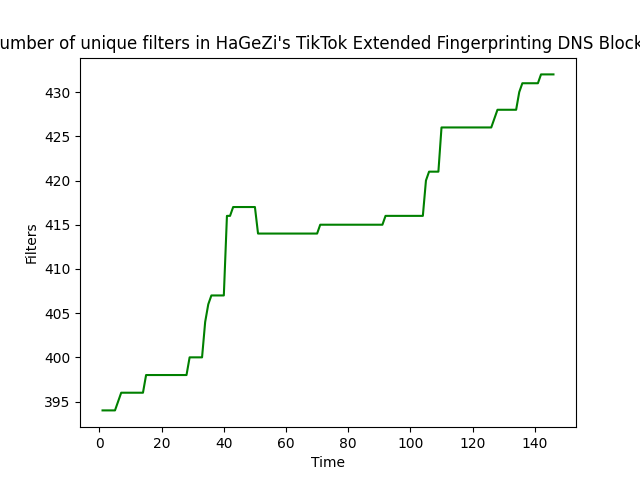 umber of unique filters in HaGeZi's TikTok Extended Fingerprinting DNS Block
430
425
420
415
410
405
400
395
Filters
0 20 40 60 80 100 120 140
Time